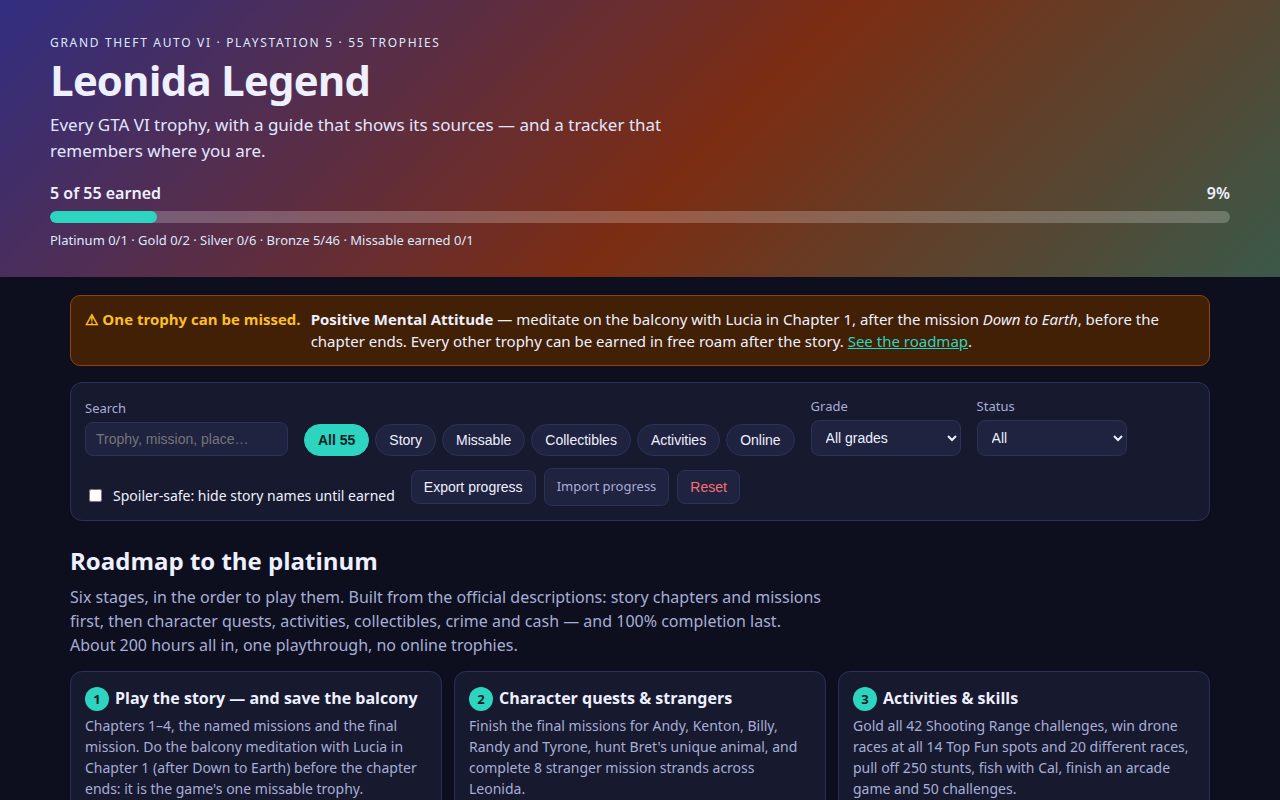 GRAND THEFT AUTO VI · PLAYSTATION 5 · 55 TROPHIES
Leonida Legend
Every GTA VI trophy, with a guide that shows its sources — and a tracker that
remembers where you are.
5 of 55 earned
9%
Platinum 0/1 · Gold 0/2 · Silver 0/6 · Bronze 5/46 · Missable earned 0/1
⚠ One trophy can be missed. Positive Mental Attitude — meditate on the balcony with Lucia in Chapter 1, after the mission Down to Earth, before the
chapter ends. Every other trophy can be earned in free roam after the story. See the roadmap.
Search
Trophy, mission, place…
All 55
Story
Missable
Collectibles
Activities
Online
Grade
All grades
Status
All
Spoiler-safe: hide story names until earned
Export progress
Import progress
Reset
Roadmap to the platinum
Six stages, in the order to play them. Built from the official descriptions: story chapters and missions
first, then character quests, activities, collectibles, crime and cash — and 100% completion last.
About 200 hours all in, one playthrough, no online trophies.
1 Play the story — and save the balcony
Chapters 1–4, the named missions and the final
mission. Do the balcony meditation with Lucia in
Chapter 1 (after Down to Earth) before the chapter
ends: it is the game's one missable trophy.
2 Character quests & strangers
Finish the final missions for Andy, Kenton, Billy,
Randy and Tyrone, hunt Bret's unique animal, and
complete 8 stranger mission strands across
Leonida.
3 Activities & skills
Gold all 42 Shooting Range challenges, win drone
races at all 14 Top Fun spots and 20 different races,
pull off 250 stunts, fish with Cal, finish an arcade
game and 50 challenges.